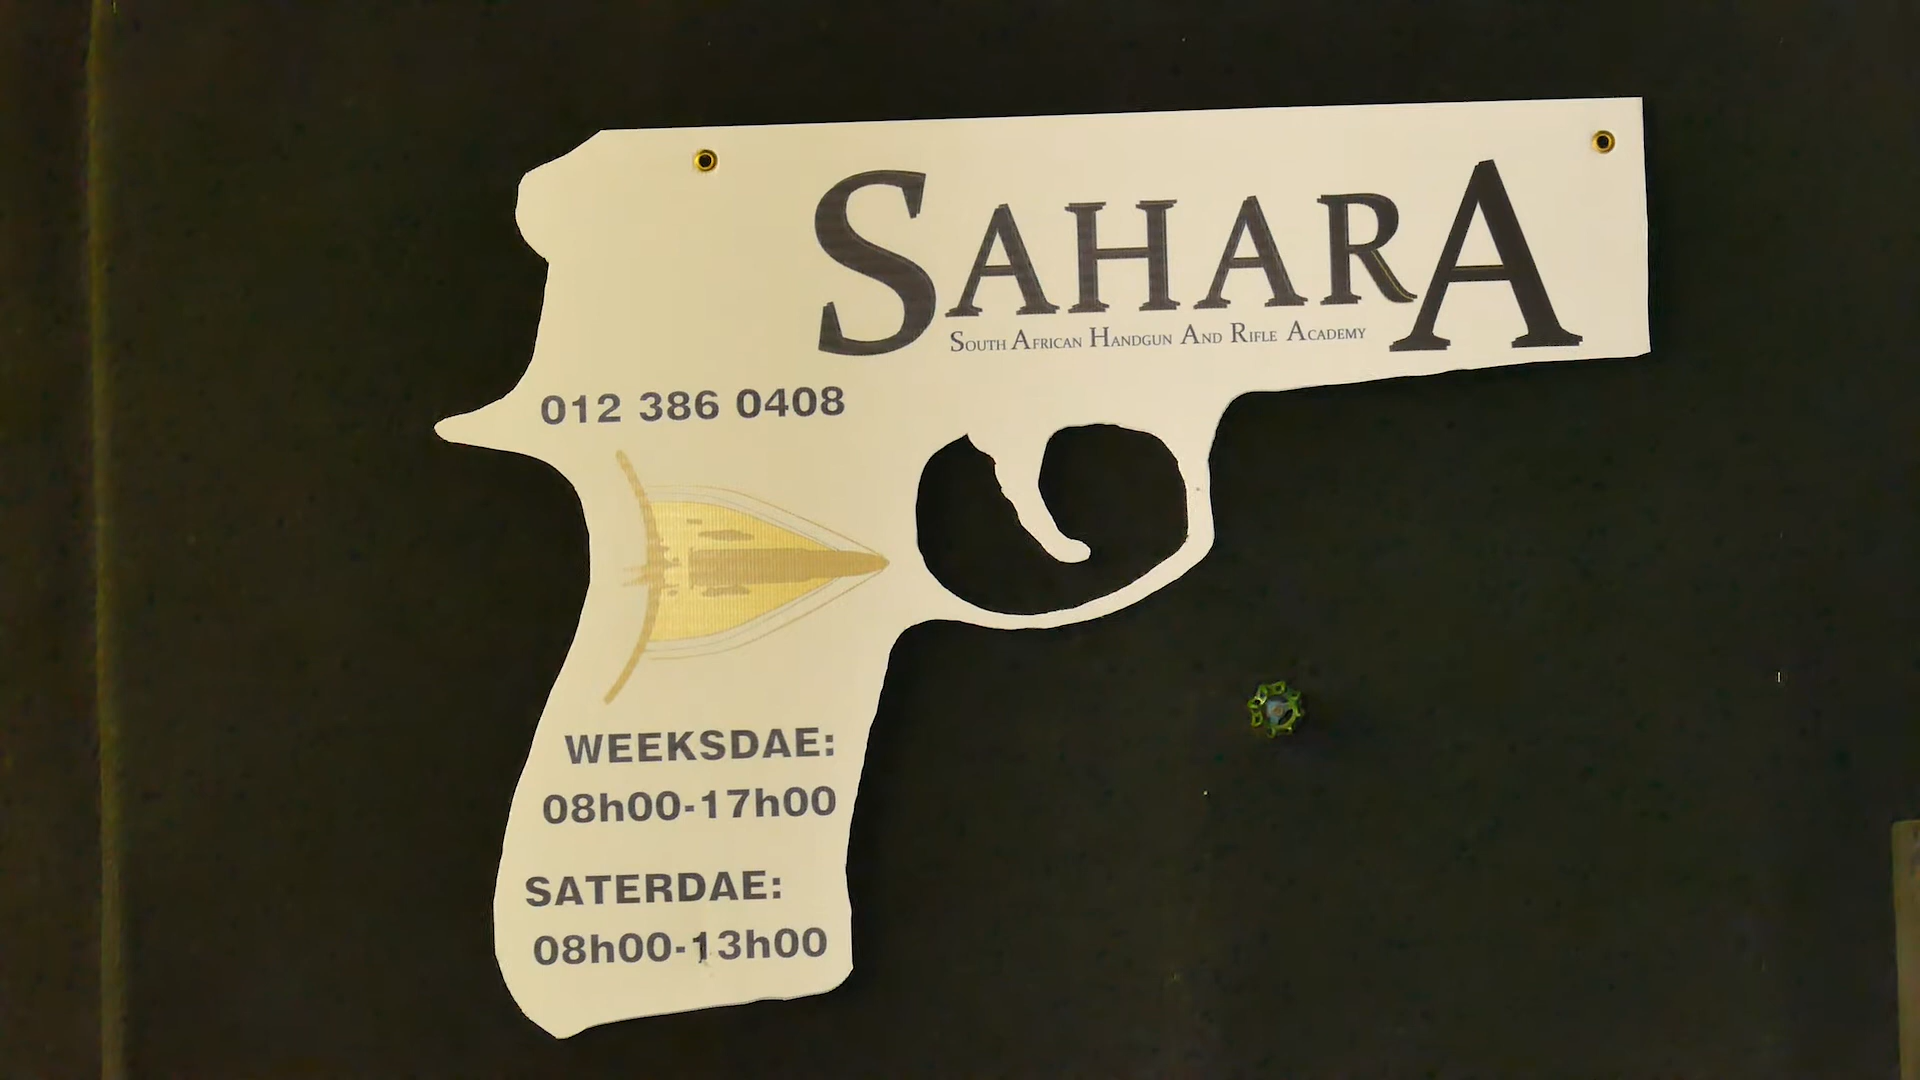 SAHARA
SOUTH AFRICAN HANDGUN AND RIFLE ACADEMY
012 386 0408
WEEKSDAE:
08h00-17h00
SATERDAE:
08h00-13h00